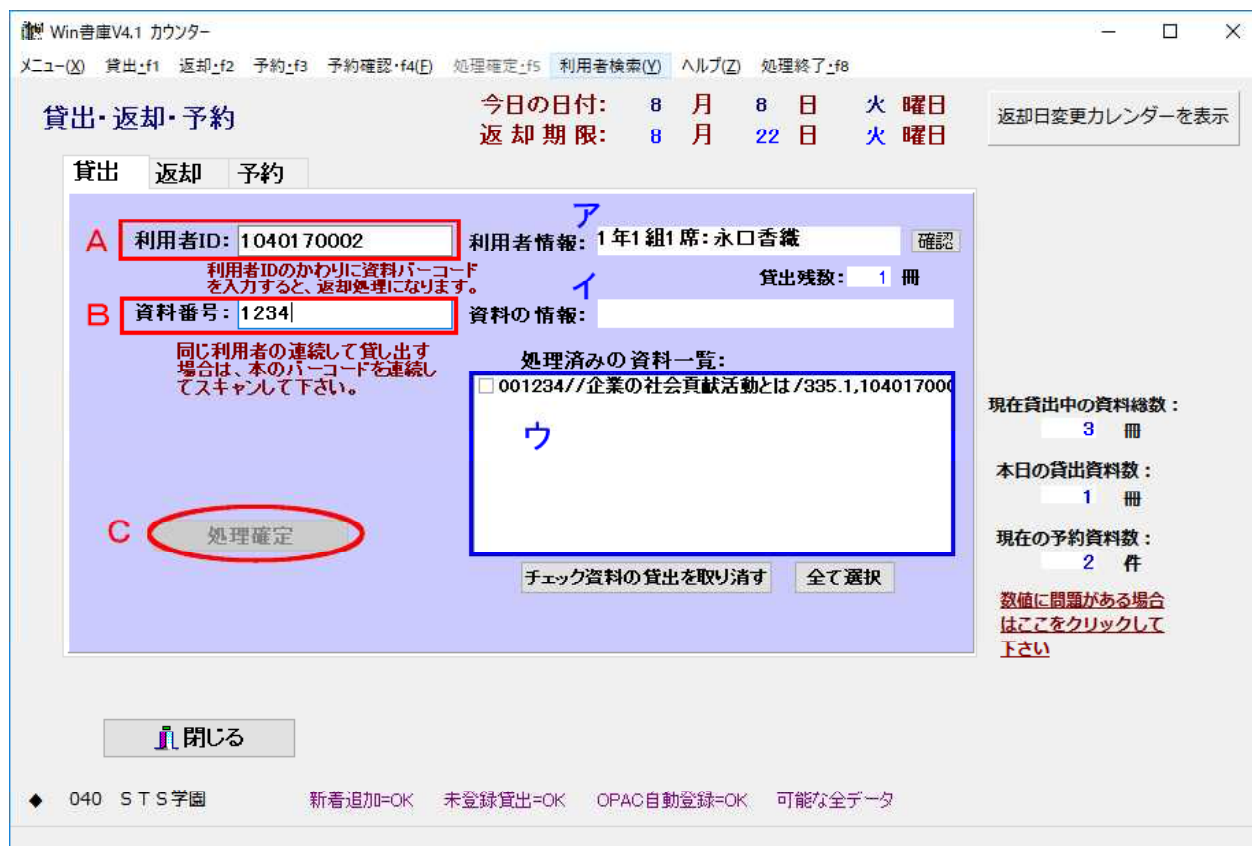 Win書庫V4.1 カウンター
メニュー(X) 貸出・f1 返却・f2 予約・f3 予約確認・f4(E) 処理確定・f5 利用者検索(Y) ヘルプ(Z) 処理終了・f8
貸出・返却・予約
今日の日付: 8 月 8 日 火 曜日
返却期限: 8 月 22 日 火 曜日
返却日変更カレンダーを表示
貸出 返却 予約
ア
A 利用者ID: 1040170002 利用者情報: 1年1組1席:永口香織 確認
利用者IDのかわりに資料バーコード
を入力すると、返却処理になります。
貸出残数: 1 冊
イ
B 資料番号: 1234 資料の情報:
同じ利用者の連続して貸し出す
場合は、本のバーコードを連続し
てスキャンして下さい。
処理済みの資料一覧:
001234//企業の社会貢献活動とは/335.1,104017000
ウ
C 処理確定
チェック資料の貸出を取り消す 全て選択
現在貸出中の資料総数:
3 冊
本日の貸出資料数:
1 冊
現在の予約資料数:
2 件
数値に問題がある場合
はここをクリックして
下さい
閉じる
◆ 040 STS学園 新着追加=OK 未登録貸出=OK OPAC自動登録=OK 可能な全データ